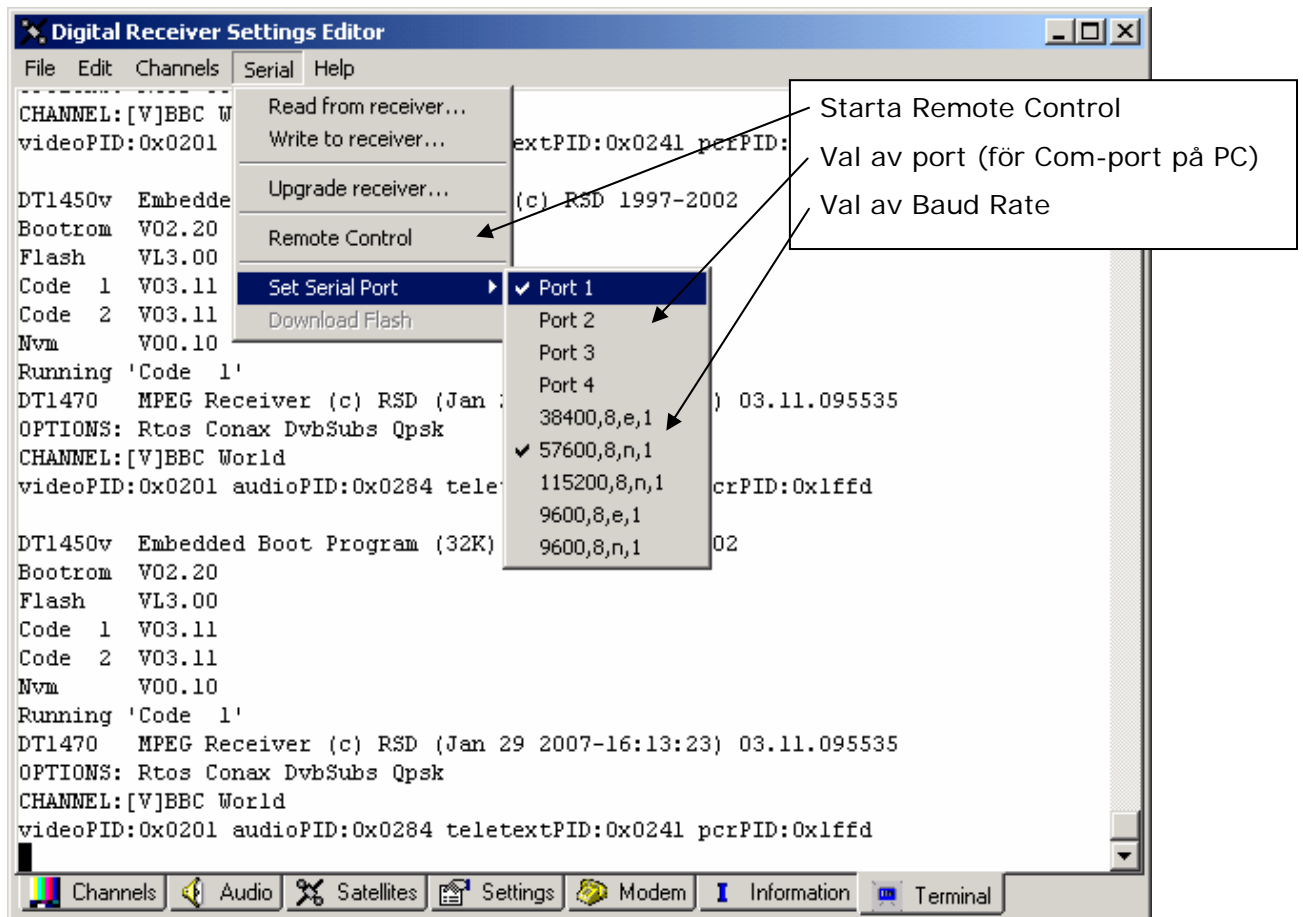 Digital Receiver Settings Editor
File Edit Channels Serial Help
CHANNEL:[V]BBC W
videoPID:0x0201 extPID:0x0241 pcrPID:
DT1450v Embedde (c) RSD 1997-2002
Bootrom V02.20
Flash VL3.00
Code 1 V03.11
Code 2 V03.11
Nvm V00.10
Running 'Code 1'
DT1470 MPEG Receiver (c) RSD (Jan ) 03.11.095535
OPTIONS: Rtos Conax DvbSubs Qpsk
CHANNEL:[V]BBC World
videoPID:0x0201 audioPID:0x0284 tele crPID:0x1ffd
DT1450v Embedded Boot Program (32K) 02
Bootrom V02.20
Flash VL3.00
Code 1 V03.11
Code 2 V03.11
Nvm V00.10
Running 'Code 1'
DT1470 MPEG Receiver (c) RSD (Jan 29 2007-16:13:23) 03.11.095535
OPTIONS: Rtos Conax DvbSubs Qpsk
CHANNEL:[V]BBC World
videoPID:0x0201 audioPID:0x0284 teletextPID:0x0241 pcrPID:0x1ffd
Read from receiver...
Write to receiver...
Upgrade receiver...
Remote Control
Set Serial Port
Download Flash
Port 1
Port 2
Port 3
Port 4
38400,8,e,1
57600,8,n,1
115200,8,n,1
9600,8,e,1
9600,8,n,1
Starta Remote Control
Val av port (för Com-port på PC)
Val av Baud Rate
Channels Audio Satellites Settings Modem Information Terminal